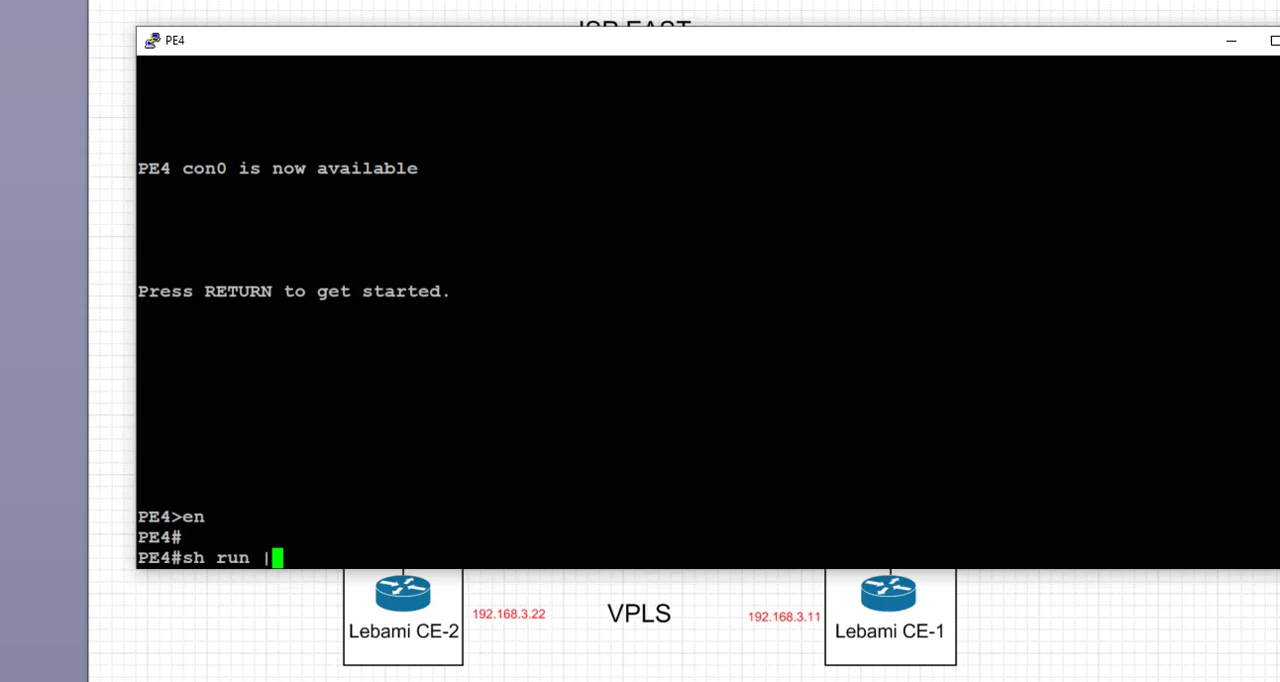 PE4
PE4 con0 is now available
Press RETURN to get started.
PE4>en
PE4#
PE4#sh run |
192.168.3.22
VPLS
192.168.3.11
Lebami CE-2
Lebami CE-1